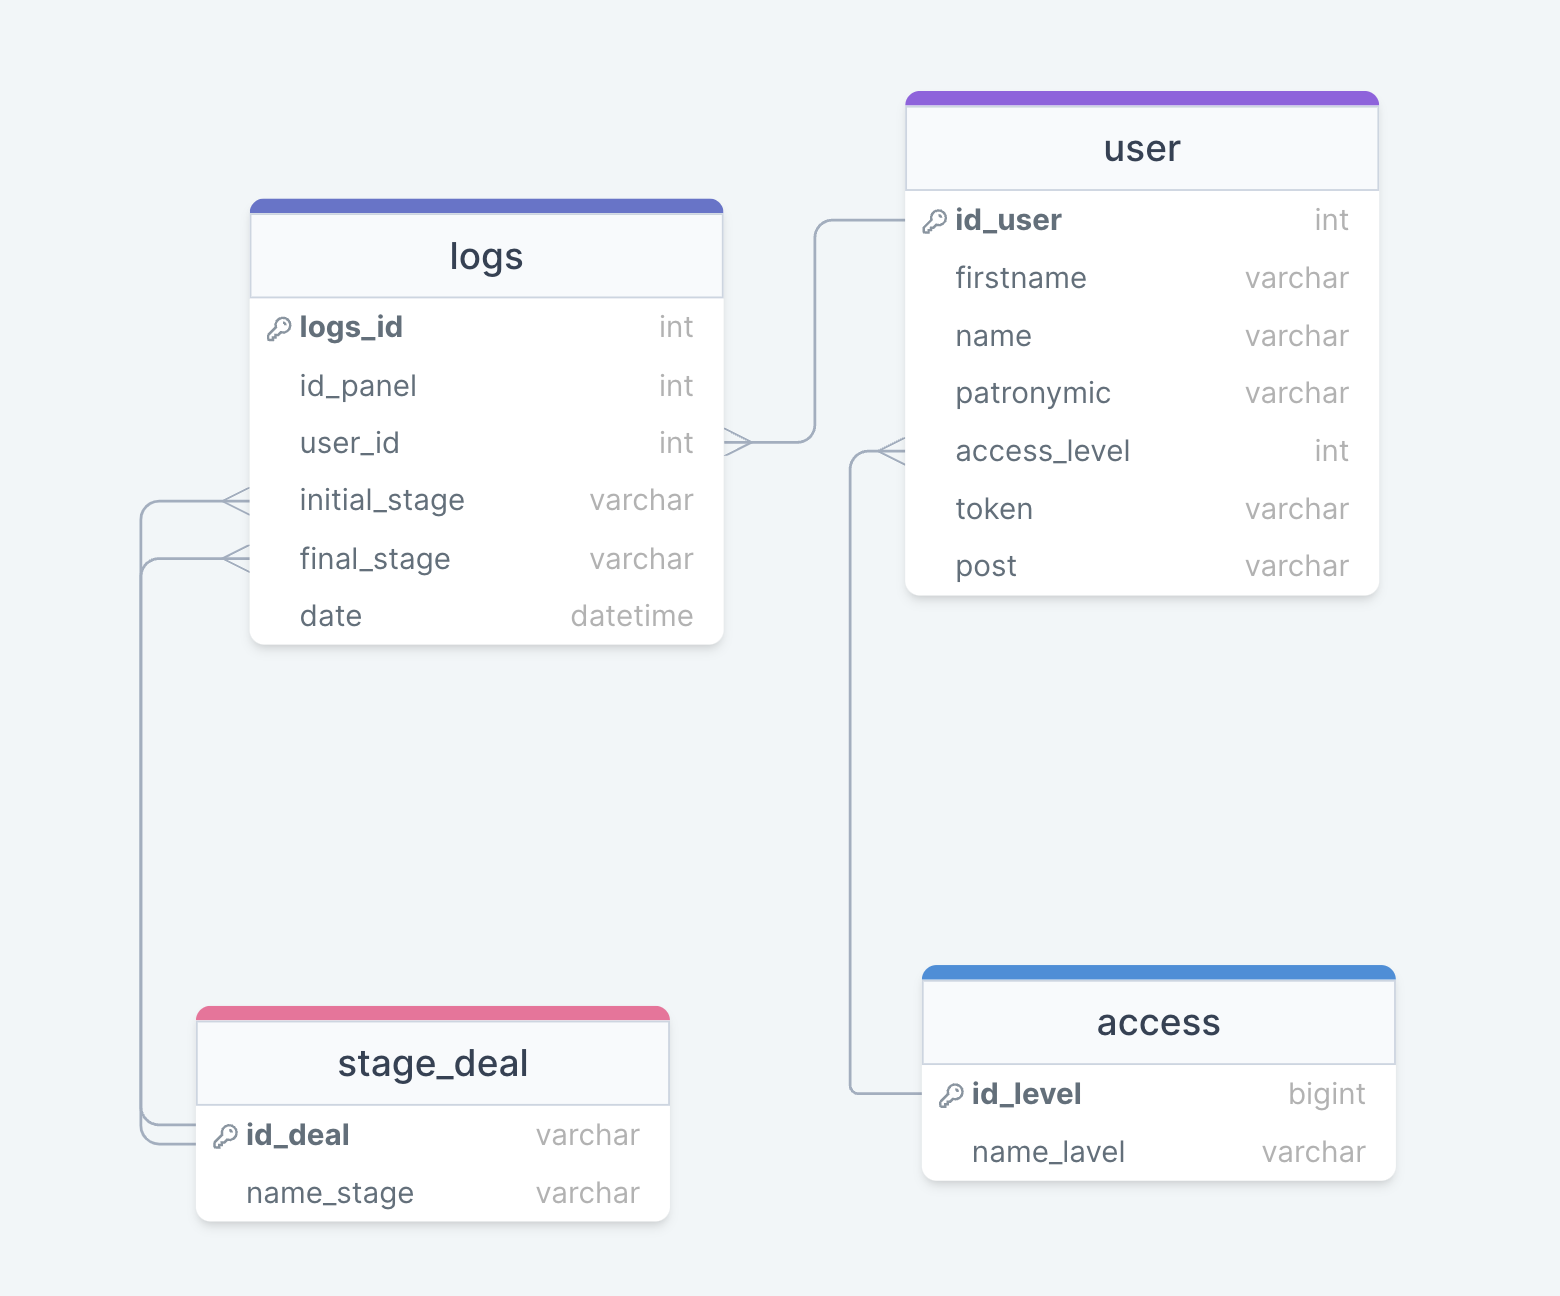 user
id_user int
firstname varchar
name varchar
patronymic varchar
access_level int
token varchar
post varchar
logs
logs_id int
id_panel int
user_id int
initial_stage varchar
final_stage varchar
date datetime
stage_deal
id_deal varchar
name_stage varchar
access
id_level bigint
name_lavel varchar